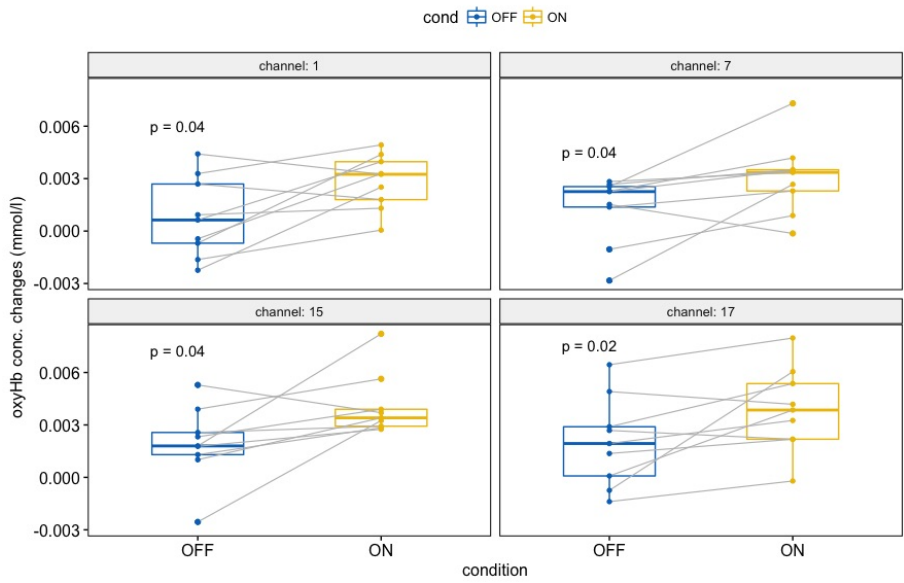 cond OFF ON
channel: 1
channel: 7
p = 0.04
p = 0.04
0.006
0.003
0.000
-0.003
channel: 15
channel: 17
p = 0.04
p = 0.02
0.006
0.003
0.000
-0.003
oxyHb conc. changes (mmol/l)
OFF ON OFF ON
condition